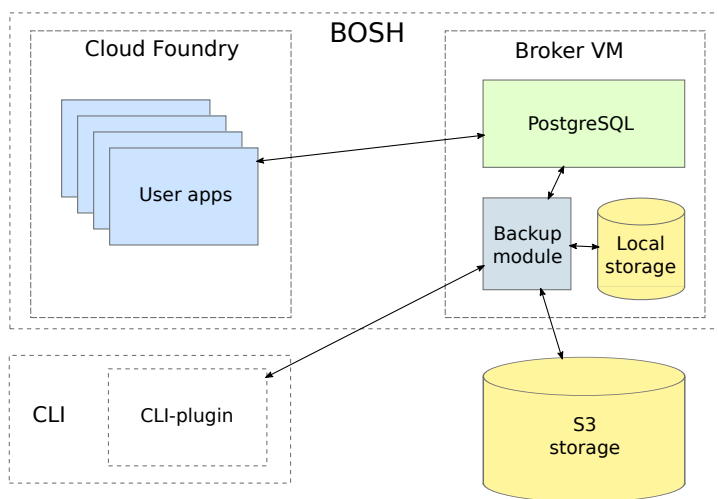 BOSH
Cloud Foundry
Broker VM
PostgreSQL
User apps
Backup
module
Local
storage
CLI
CLI-plugin
S3
storage